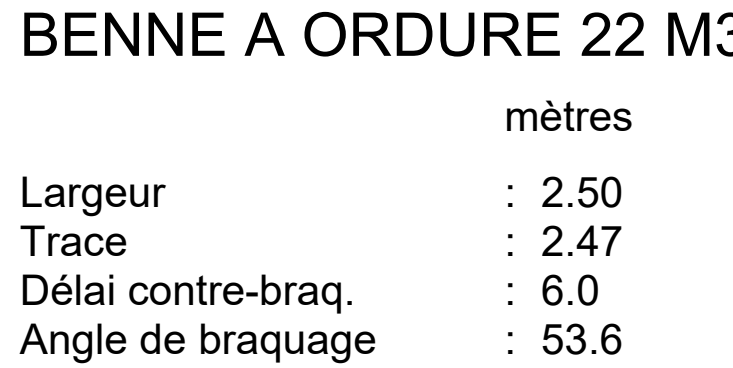 BENNE A ORDURE 22 M3
mètres
Largeur : 2.50
Trace : 2.47
Délai contre-braq. : 6.0
Angle de braquage : 53.6